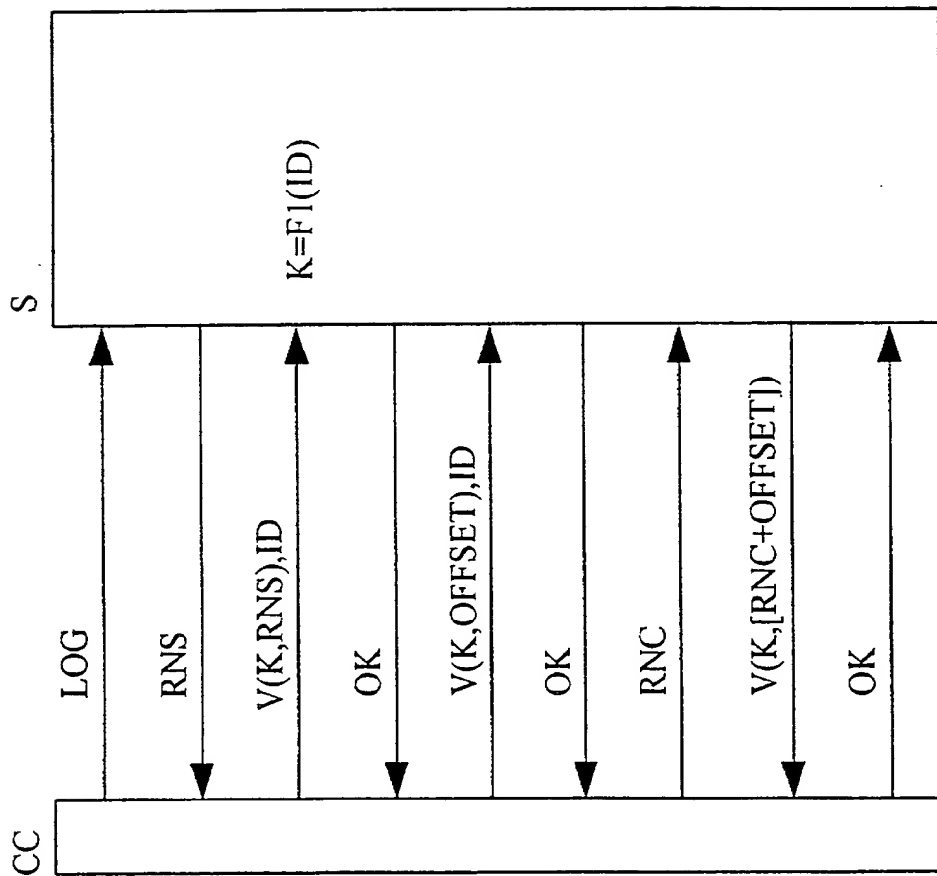 CC
S
LOG
RNS
V(K,RNS),ID
K=F1(ID)
OK
V(K,OFFSET),ID
OK
RNC
V(K,[RNC+OFFSET])
OK